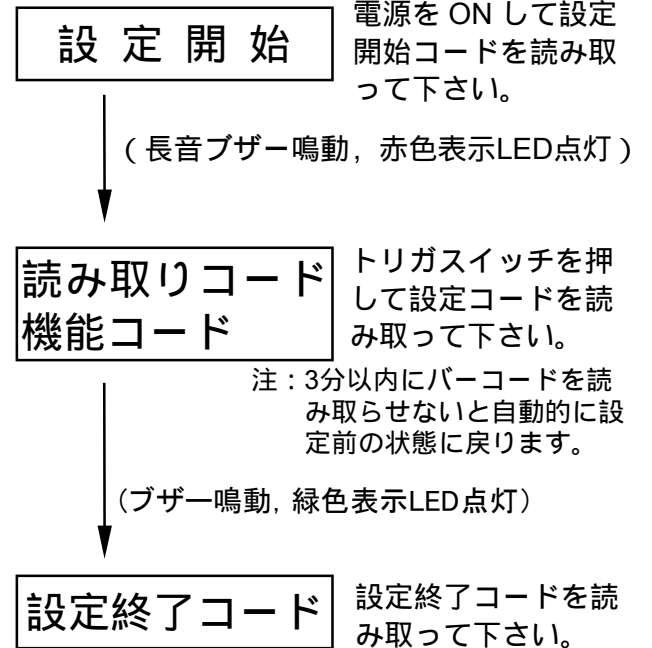 設 定 開 始
電源を ON して設定
開始コードを読み取
って下さい。
（長音ブザー鳴動，赤色表示LED点灯）
読み取りコード
機能コード
トリガスイッチを押
して設定コードを読
み取って下さい。
注：3分以内にバーコードを読
み取らせないと自動的に設
定前の状態に戻ります。
（ブザー鳴動，緑色表示LED点灯）
設定終了コード
設定終了コードを読
み取って下さい。